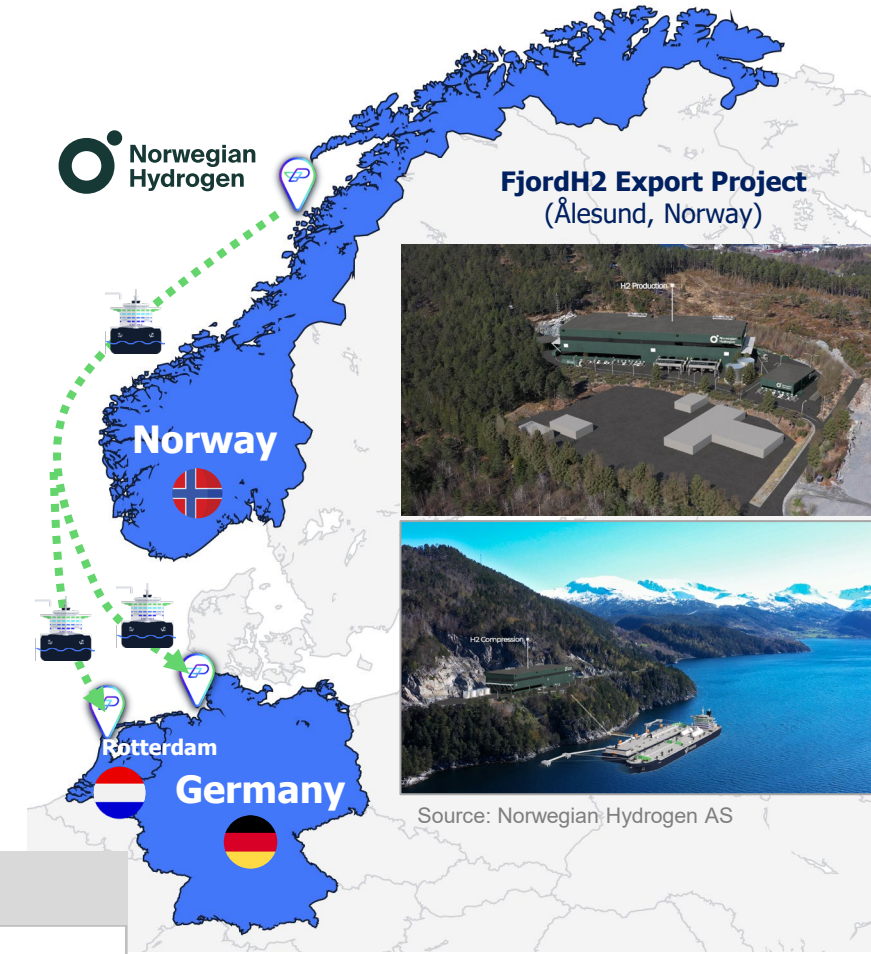 Norwegian
Hydrogen
FjordH2 Export Project
(Ålesund, Norway)
H2 Production
Norway
H2 Compression
Rotterdam
Germany
Source: Norwegian Hydrogen AS